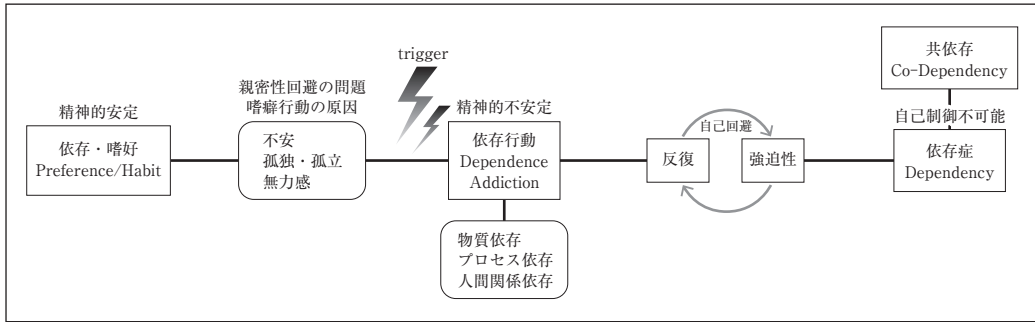 trigger
親密性回避の問題
嗜癖行動の原因
精神的安定
依存・嗜好
Preference/Habit
不安
孤独・孤立
無力感
精神的不安定
依存行動
Dependence
Addiction
物質依存
プロセス依存
人間関係依存
自己回避
反復
強迫性
共依存
Co-Dependency
自己制御不可能
依存症
Dependency